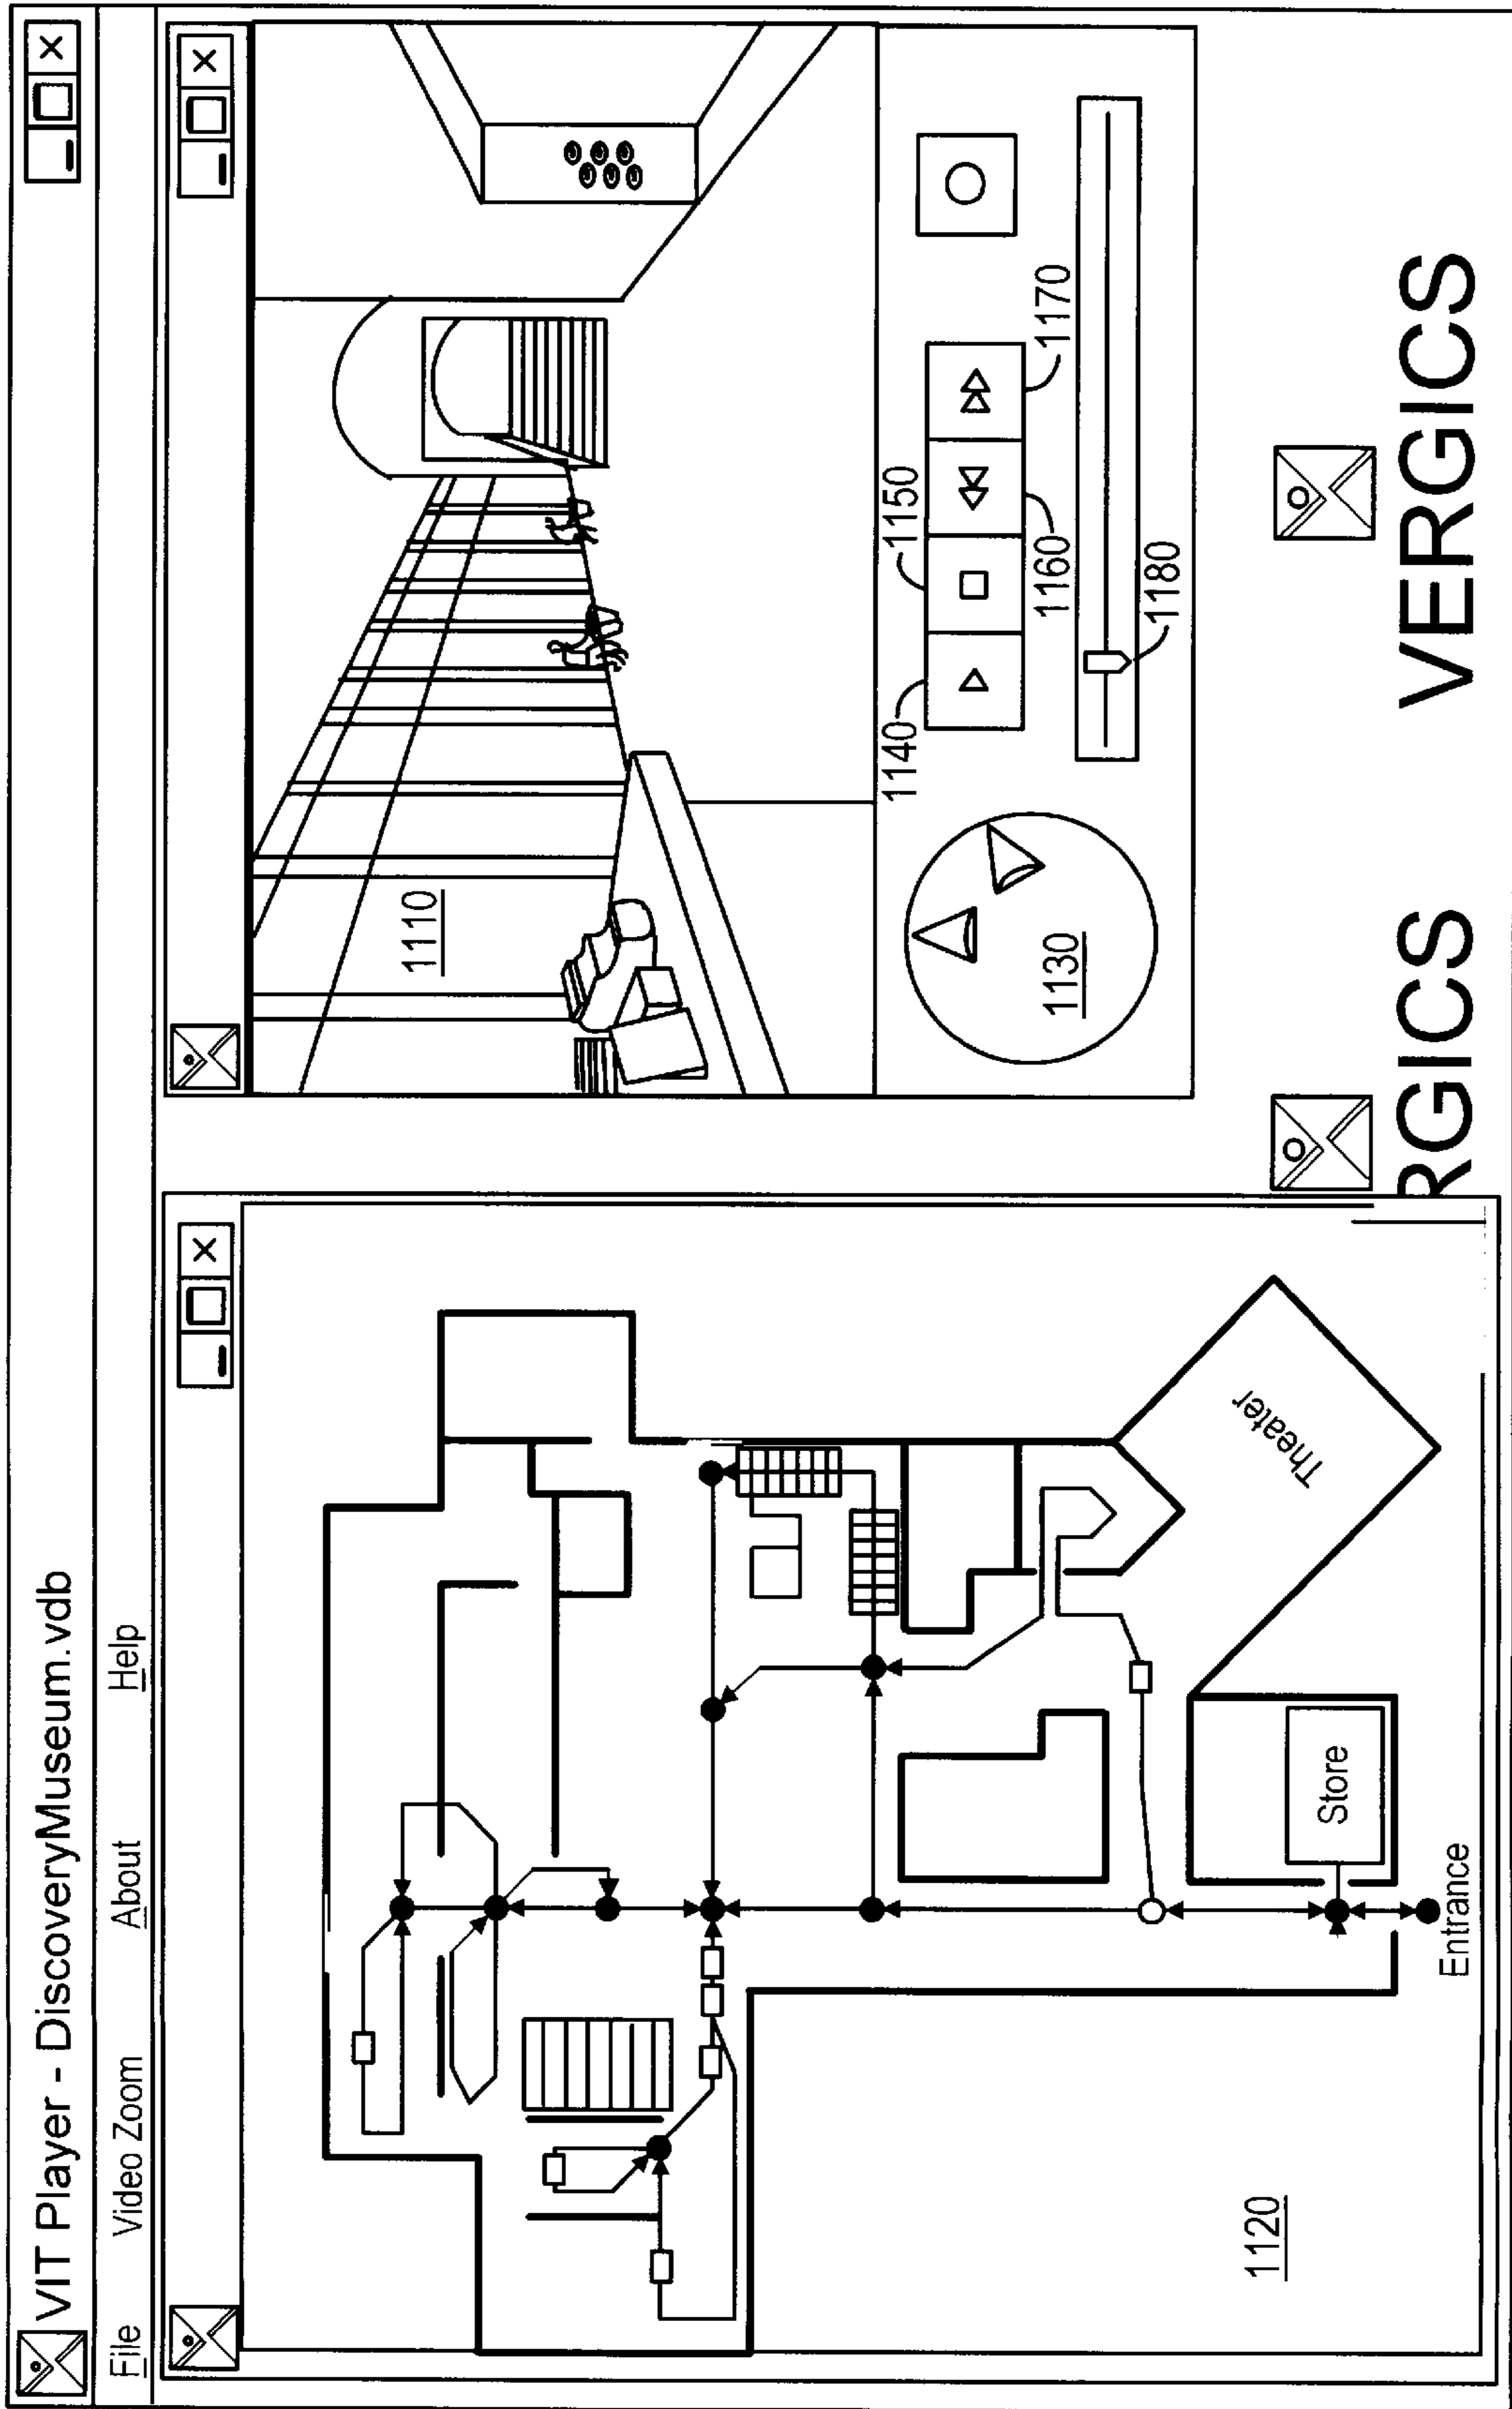 VIT Player - DiscoveryMuseum.vdb
File Video Zoom About Help
1110
1140
1150
1160
1170
1180
1130
Theater
Store
Entrance
1120
RGICS
VERGICS